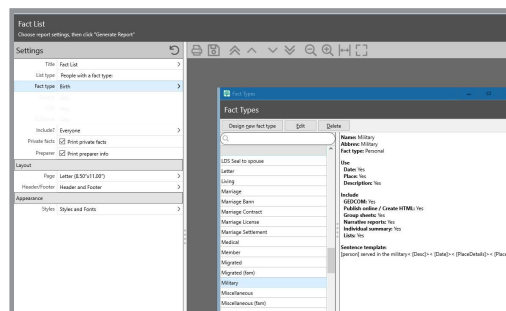 Fact List
Choose report settings, then click "Generate Report"
Settings
Title Fact List
List type People with a fact type:
Fact type Birth
Include? Everyone
Private facts Print private facts
Preparer Print preparer info
Layout
Page Letter (8.50"x11.00")
Header/Footer Header and Footer
Appearance
Styles Styles and Fonts
Fact Types
Fact Types
Design new fact type Edit Delete
LDS Seal to spouse
Letter
Living
Marriage
Marriage Bann
Marriage Contract
Marriage License
Marriage Settlement
Medical
Member
Migrated
Migrated (fam)
Military
Miscellaneous
Miscellaneous (fam)
Name: Military
Abbrev: Military
Fact type: Personal
Use
Date: Yes
Place: Yes
Description: Yes
Include
GEDCOM: Yes
Publish online / Create HTML: Yes
Group sheets: Yes
Narrative reports: Yes
Individual summary: Yes
Lists: Yes
Sentence template:
[person] served in the military< [Desc]>< [Date]>< [PlaceDetails]>< [Place